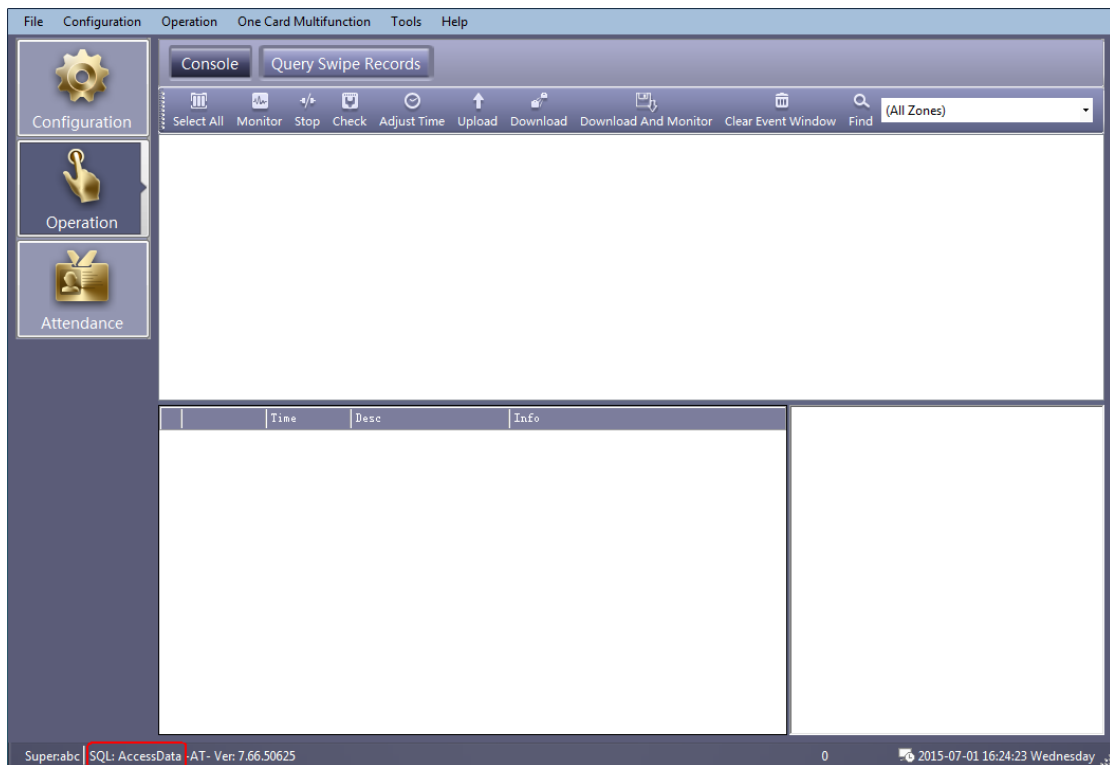 File Configuration Operation One Card Multifunction Tools Help
Console Query Swipe Records
Configuration
Select All Monitor Stop Check Adjust Time Upload Download Download And Monitor Clear Event Window Find (All Zones)
Operation
Attendance
Time Desc Info
Super:abc SQL: AccessData -AT- Ver: 7.66.50625 0 2015-07-01 16:24:23 Wednesday